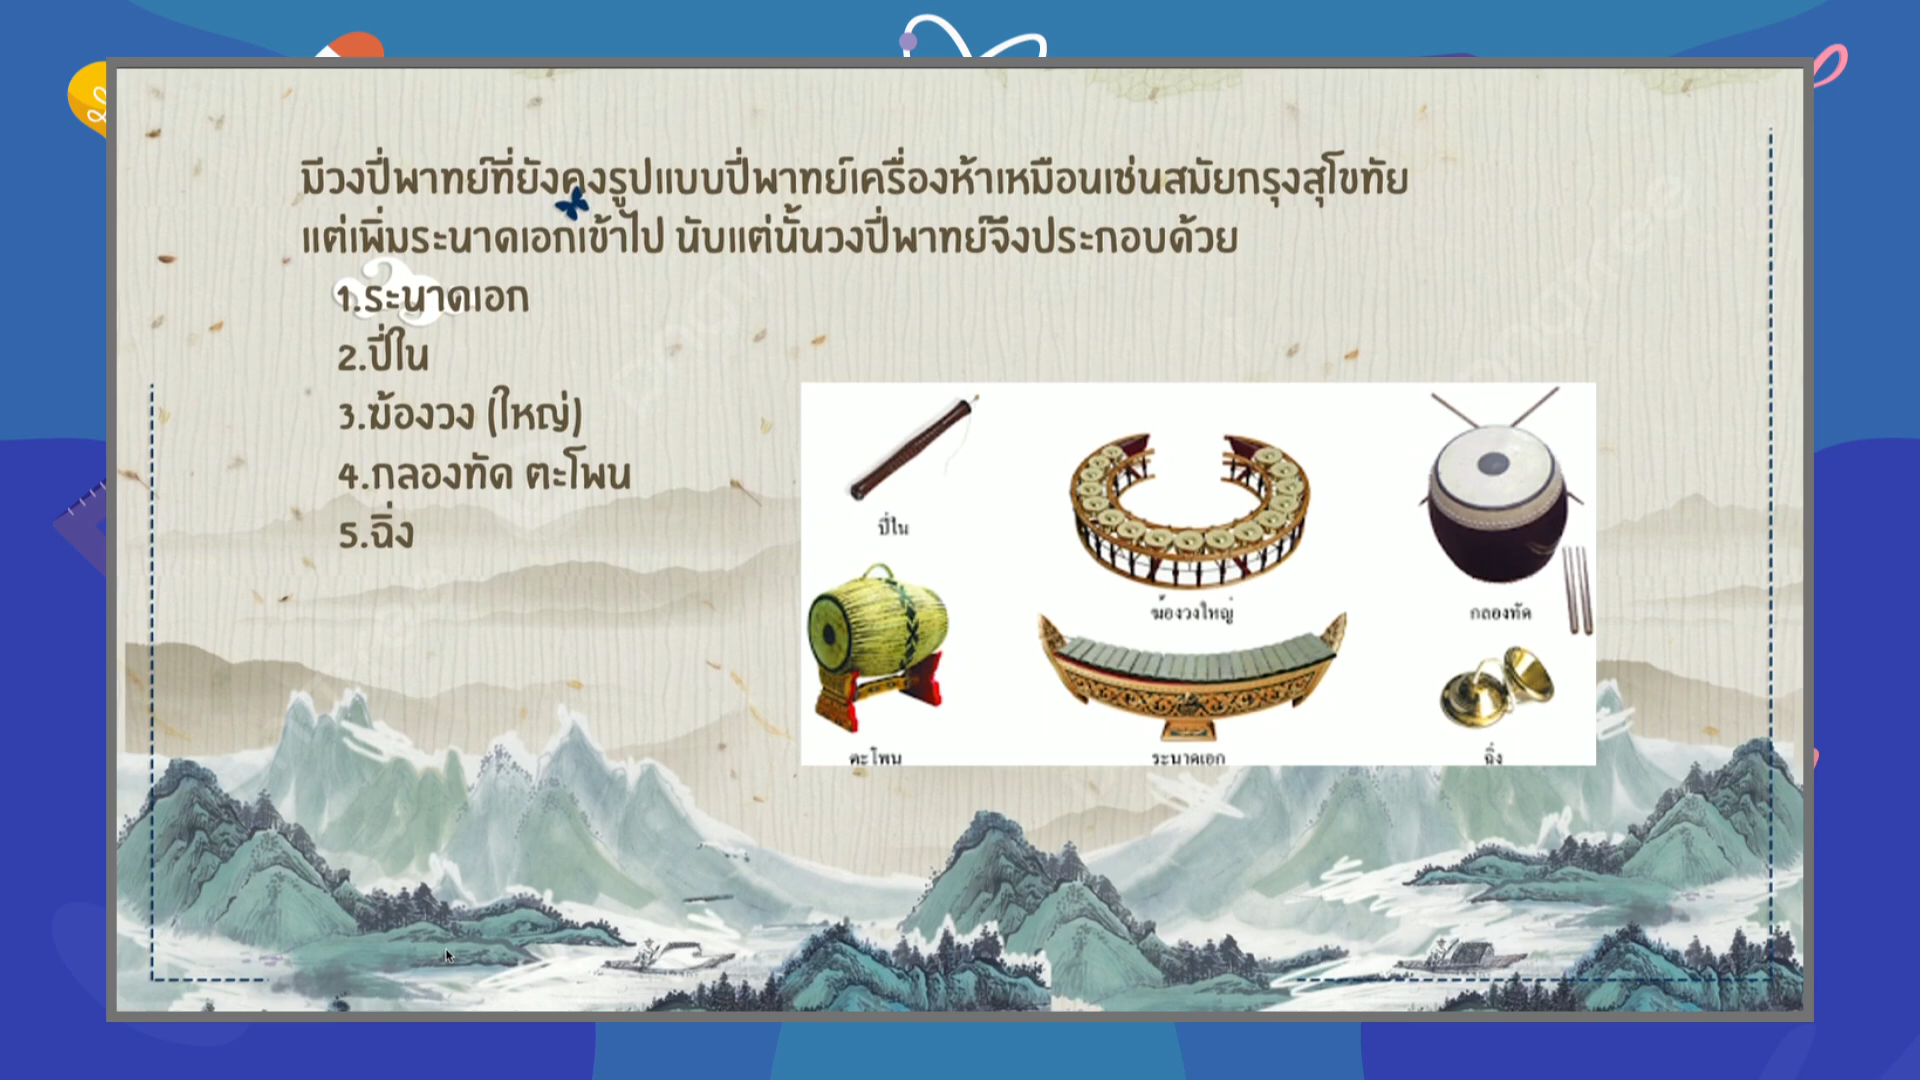 มีวงปี่พาทย์ที่ยังคงรูปแบบปี่พาทย์เครื่องห้าเหมือนเช่นสมัยกรุงสุโขทัย
แต่เพิ่มระนาดเอกเข้าไป นับแต่นั้นวงปี่พาทย์จึงประกอบด้วย
1.ระนาดเอก
2.ปี่ใน
3.ฆ้องวง (ใหญ่)
4.กลองทัด ตะโพน
5.ฉิ่ง
ปี่ใน
ฆ้องวงใหญ่
กลองทัด
ตะโพน
ระนาดเอก
ฉิ่ง